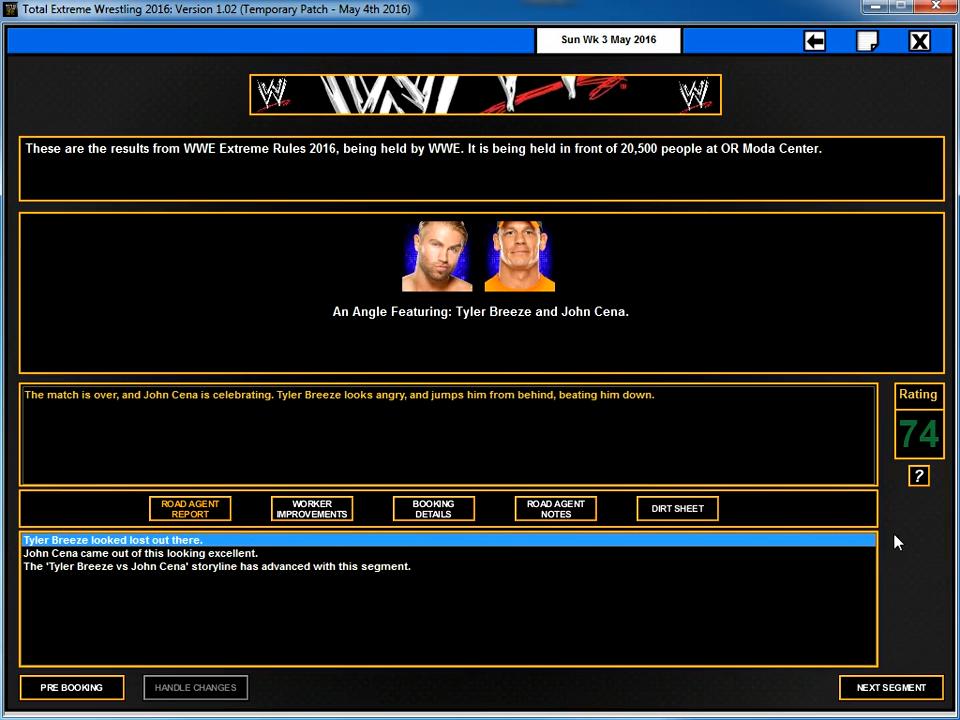 Total Extreme Wrestling 2016: Version 1.02 (Temporary Patch - May 4th 2016)
Sun Wk 3 May 2016
These are the results from WWE Extreme Rules 2016, being held by WWE. It is being held in front of 20,500 people at OR Moda Center.
An Angle Featuring: Tyler Breeze and John Cena.
The match is over, and John Cena is celebrating. Tyler Breeze looks angry, and jumps him from behind, beating him down.
Rating
74
?
ROAD AGENT REPORT
WORKER IMPROVEMENTS
BOOKING DETAILS
ROAD AGENT NOTES
DIRT SHEET
Tyler Breeze looked lost out there.
John Cena came out of this looking excellent.
The 'Tyler Breeze vs John Cena' storyline has advanced with this segment.
PRE BOOKING
HANDLE CHANGES
NEXT SEGMENT